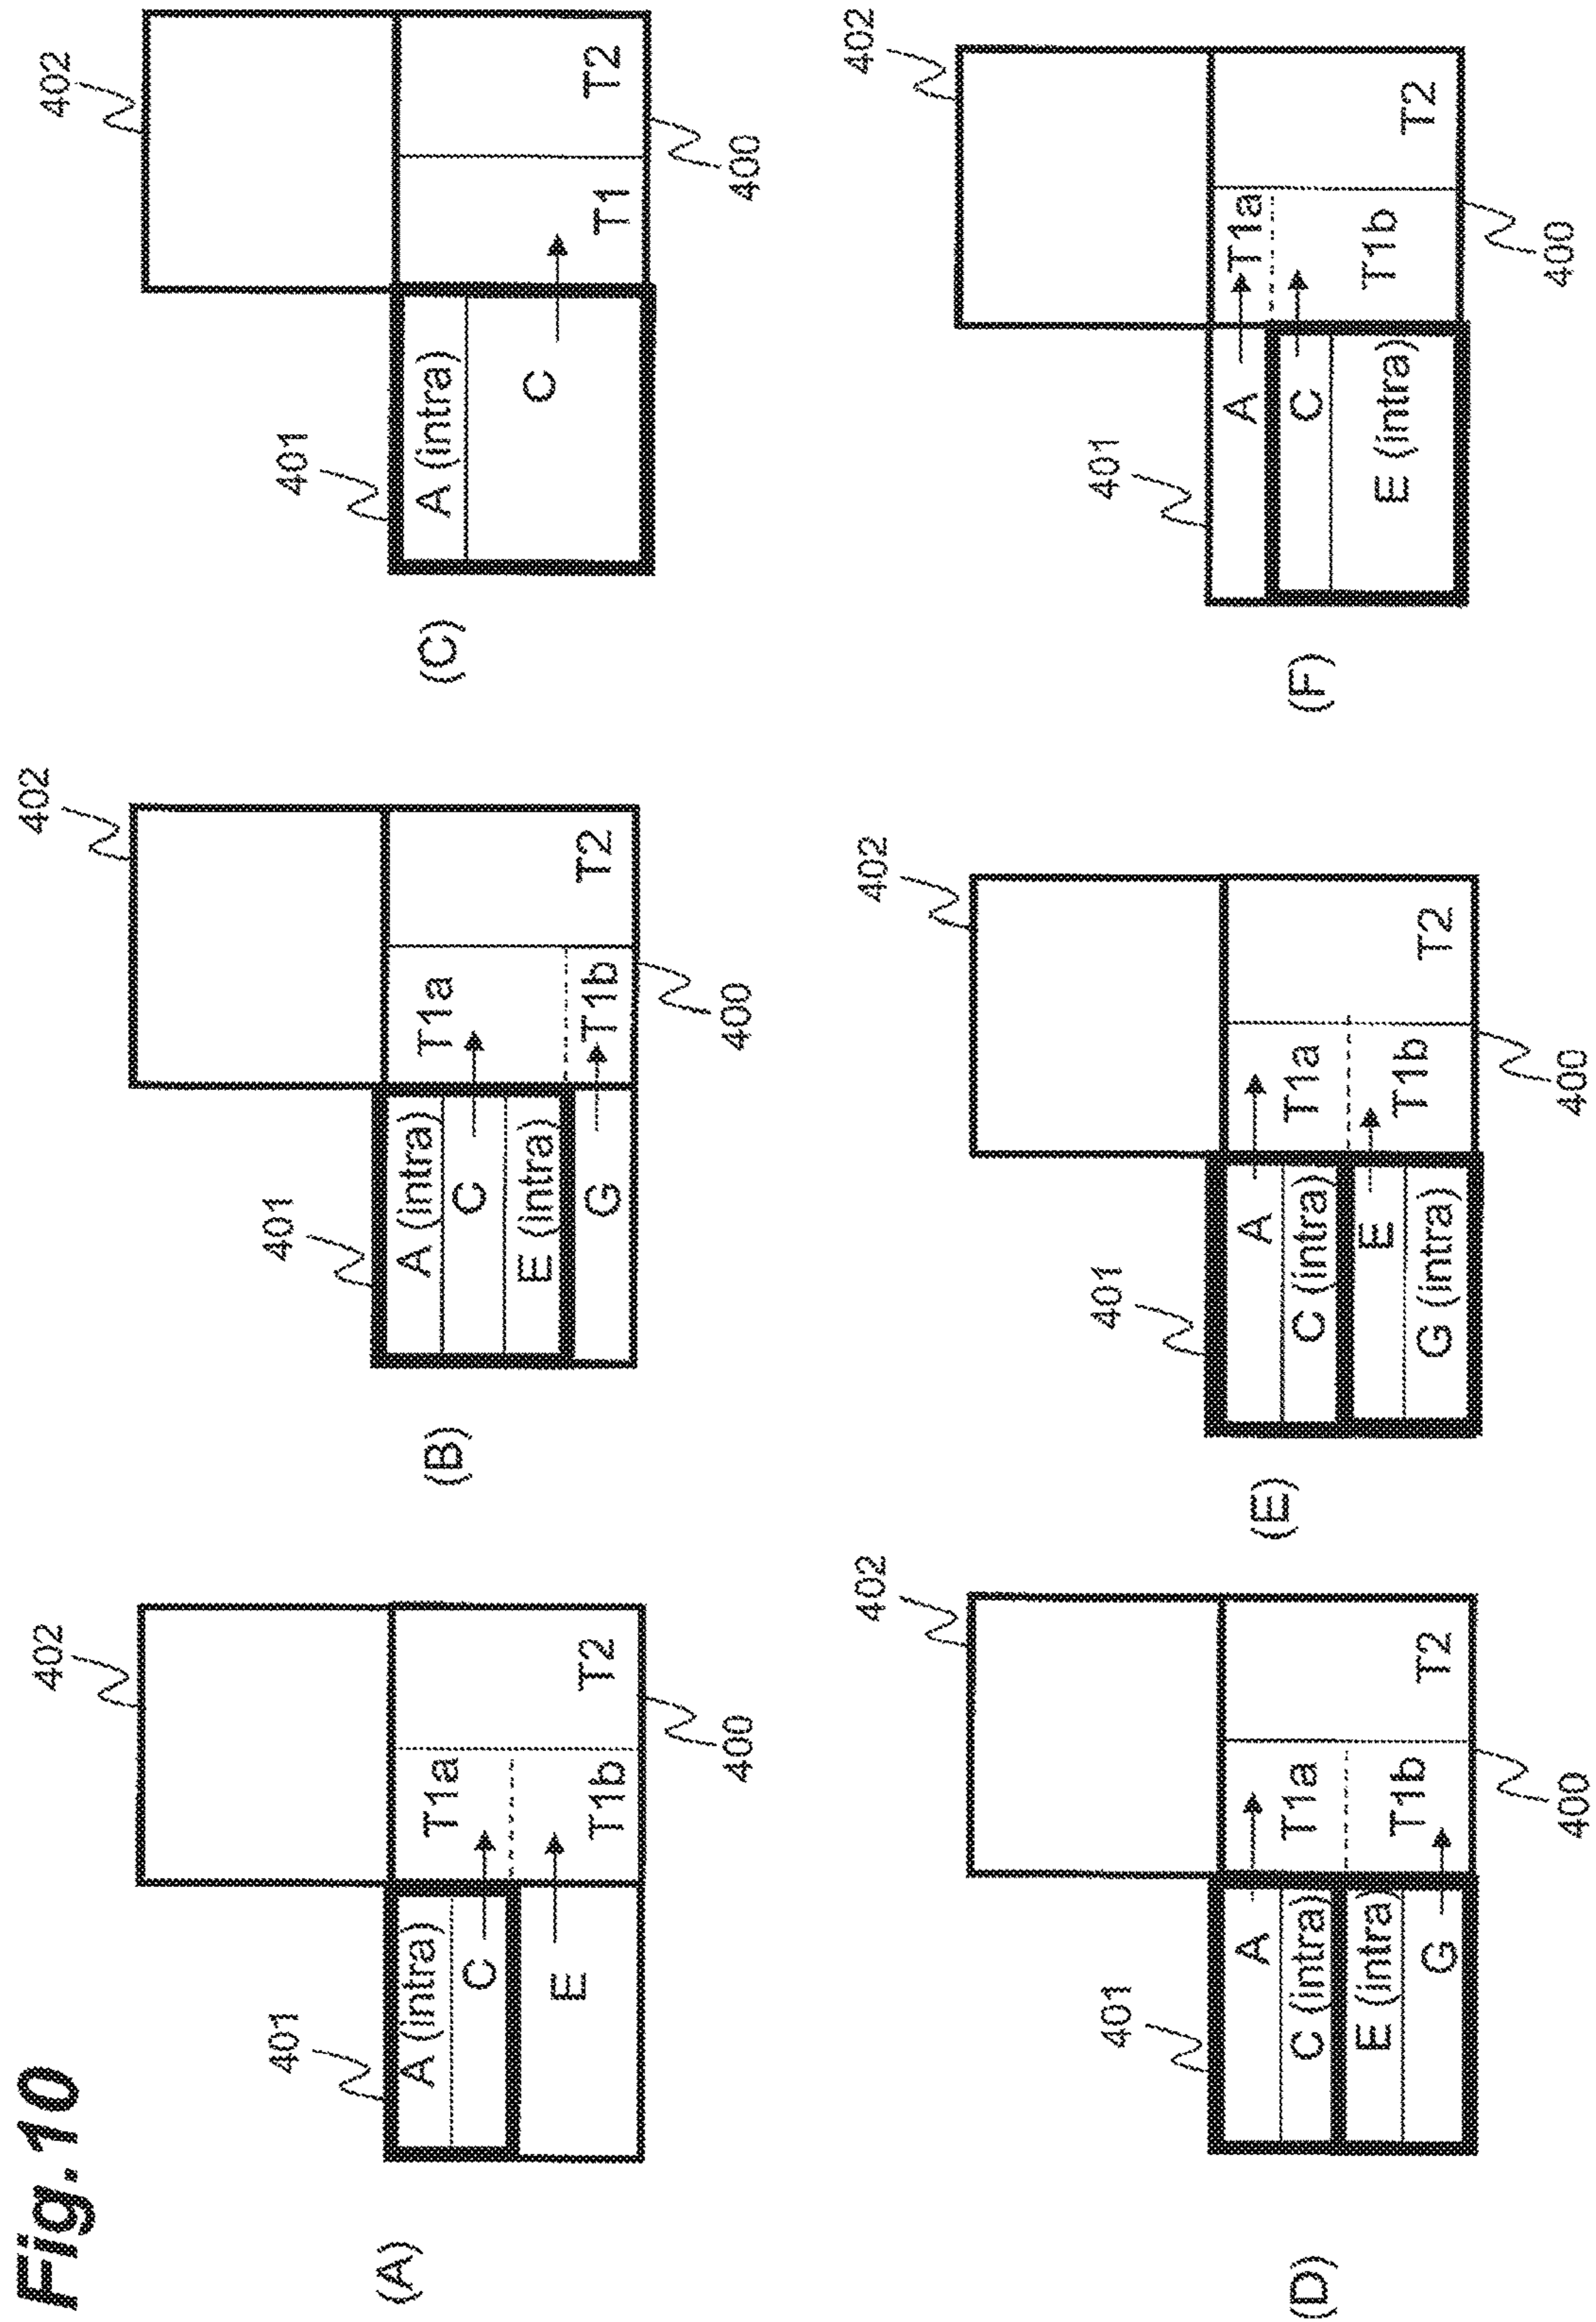 Fig.10
(A)
401
402
A (intra)
C
E
T1a
T1b
T2
400
(B)
401
402
A (intra)
C
E (intra)
G
T1a
T1b
T2
400
(C)
401
402
A (intra)
C
T1
T2
400
(D)
401
402
A
C (intra)
E (intra)
G
T1a
T1b
T2
400
(E)
401
402
A
C (intra)
E
G (intra)
T1a
T1b
T2
400
(F)
401
402
A
C
E (intra)
T1a
T1b
T2
400